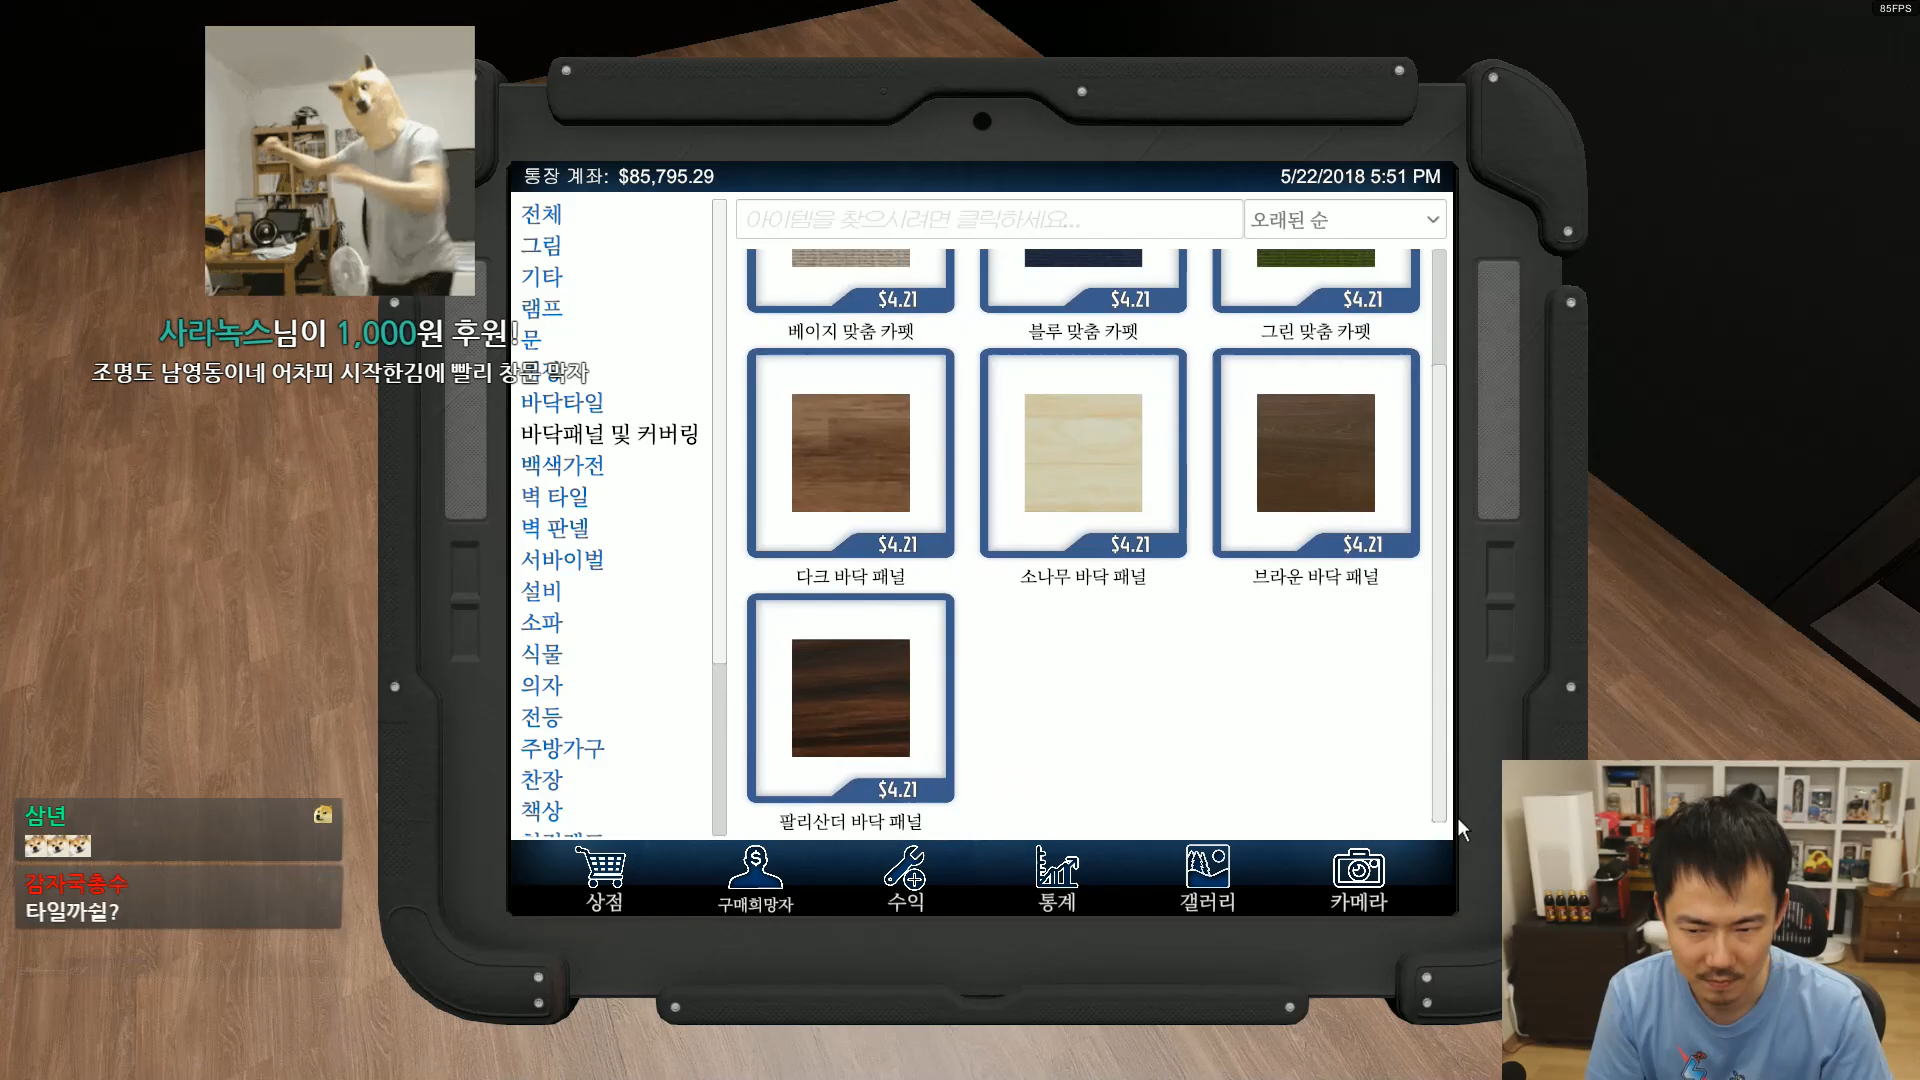 85FPS
통장 계좌: $85,795.29
5/22/2018 5:51 PM
전체
그림
기타
램프
문
바닥타일
바닥패널 및 커버링
백색가전
벽 타일
벽 판넬
서바이벌
설비
소파
식물
의자
전등
주방가구
찬장
책상
아이템을 찾으시려면 클릭하세요...
오래된 순
$4.21
$4.21
$4.21
베이지 맞춤 카펫
블루 맞춤 카펫
그린 맞춤 카펫
$4.21
$4.21
$4.21
다크 바닥 패널
소나무 바닥 패널
브라운 바닥 패널
$4.21
팔리산더 바닥 패널
상점
구매희망자
수익
통계
갤러리
카메라
사라녹스님이 1,000원 후원!
조명도 남영동이네 어차피 시작한김에 빨리 창문 막자
삼년
감자국총수
타일까쉴?